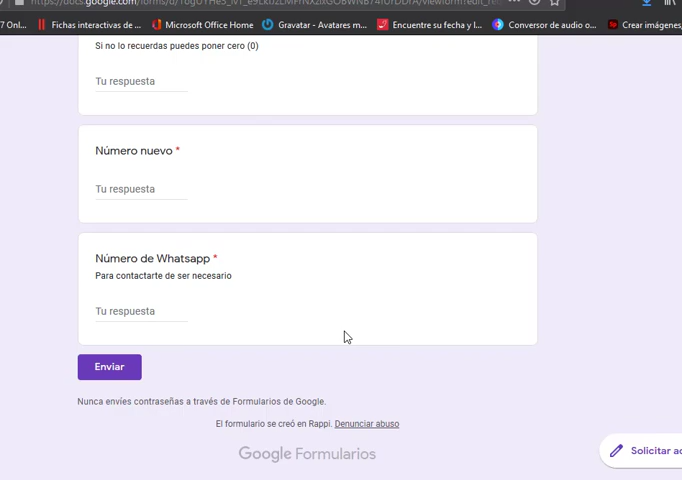 7 Onl...
Fichas interactivas de ...
Microsoft Office Home
Gravatar - Avatares m...
Encuentre su fecha y l...
Conversor de audio o...
Crear imágenes,
Si no lo recuerdas puedes poner cero (0)
Tu respuesta
Número nuevo *
Tu respuesta
Número de Whatsapp *
Para contactarte de ser necesario
Tu respuesta
Enviar
Nunca envíes contraseñas a través de Formularios de Google.
El formulario se creó en Rappi. Denunciar abuso
Google Formularios
Solicitar ac